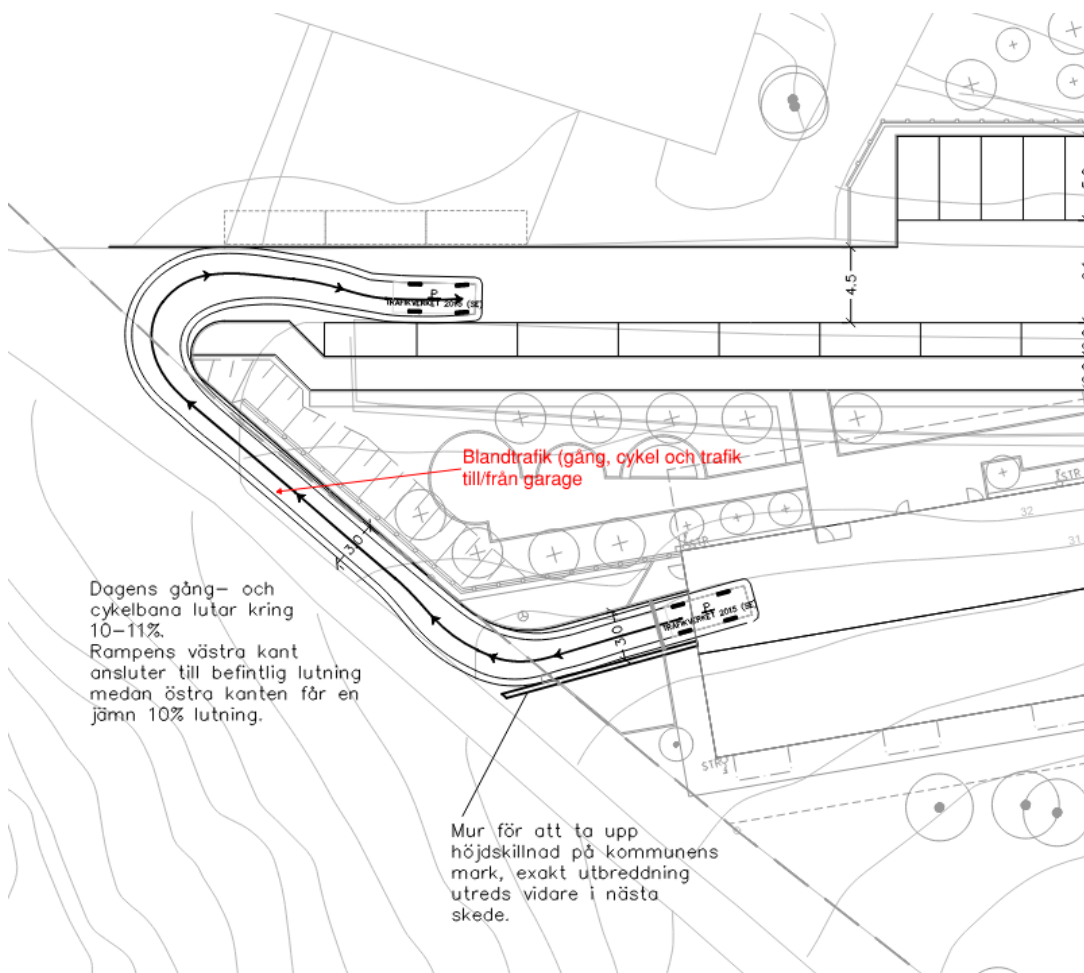 4.5
P
TRAFIKVERKET 2015 (SE)
Blandtrafik (gång, cykel och trafik
till/från garage
STR
32
31
STR
3.0
P
TRAFIKVERKET 2015 (SE)
3.0
Dagens gång- och
cykelbana lutar kring
10-11%.
Rampens västra kant
ansluter till befintlig lutning
medan östra kanten får en
jämn 10% lutning.
STR
Mur för att ta upp
höjdskillnad på kommunens
mark, exakt utbreddning
utreds vidare i nästa
skede.